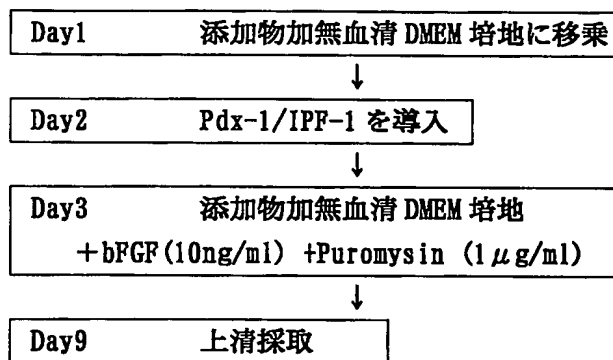 Day1 添加物加無血清 DMEM 培地に移乗
↓
Day2 Pdx-1/IPF-1 を導入
↓
Day3 添加物加無血清 DMEM 培地
+bFGF(10ng/ml) +Puromysin (1μg/ml)
↓
Day9 上清採取